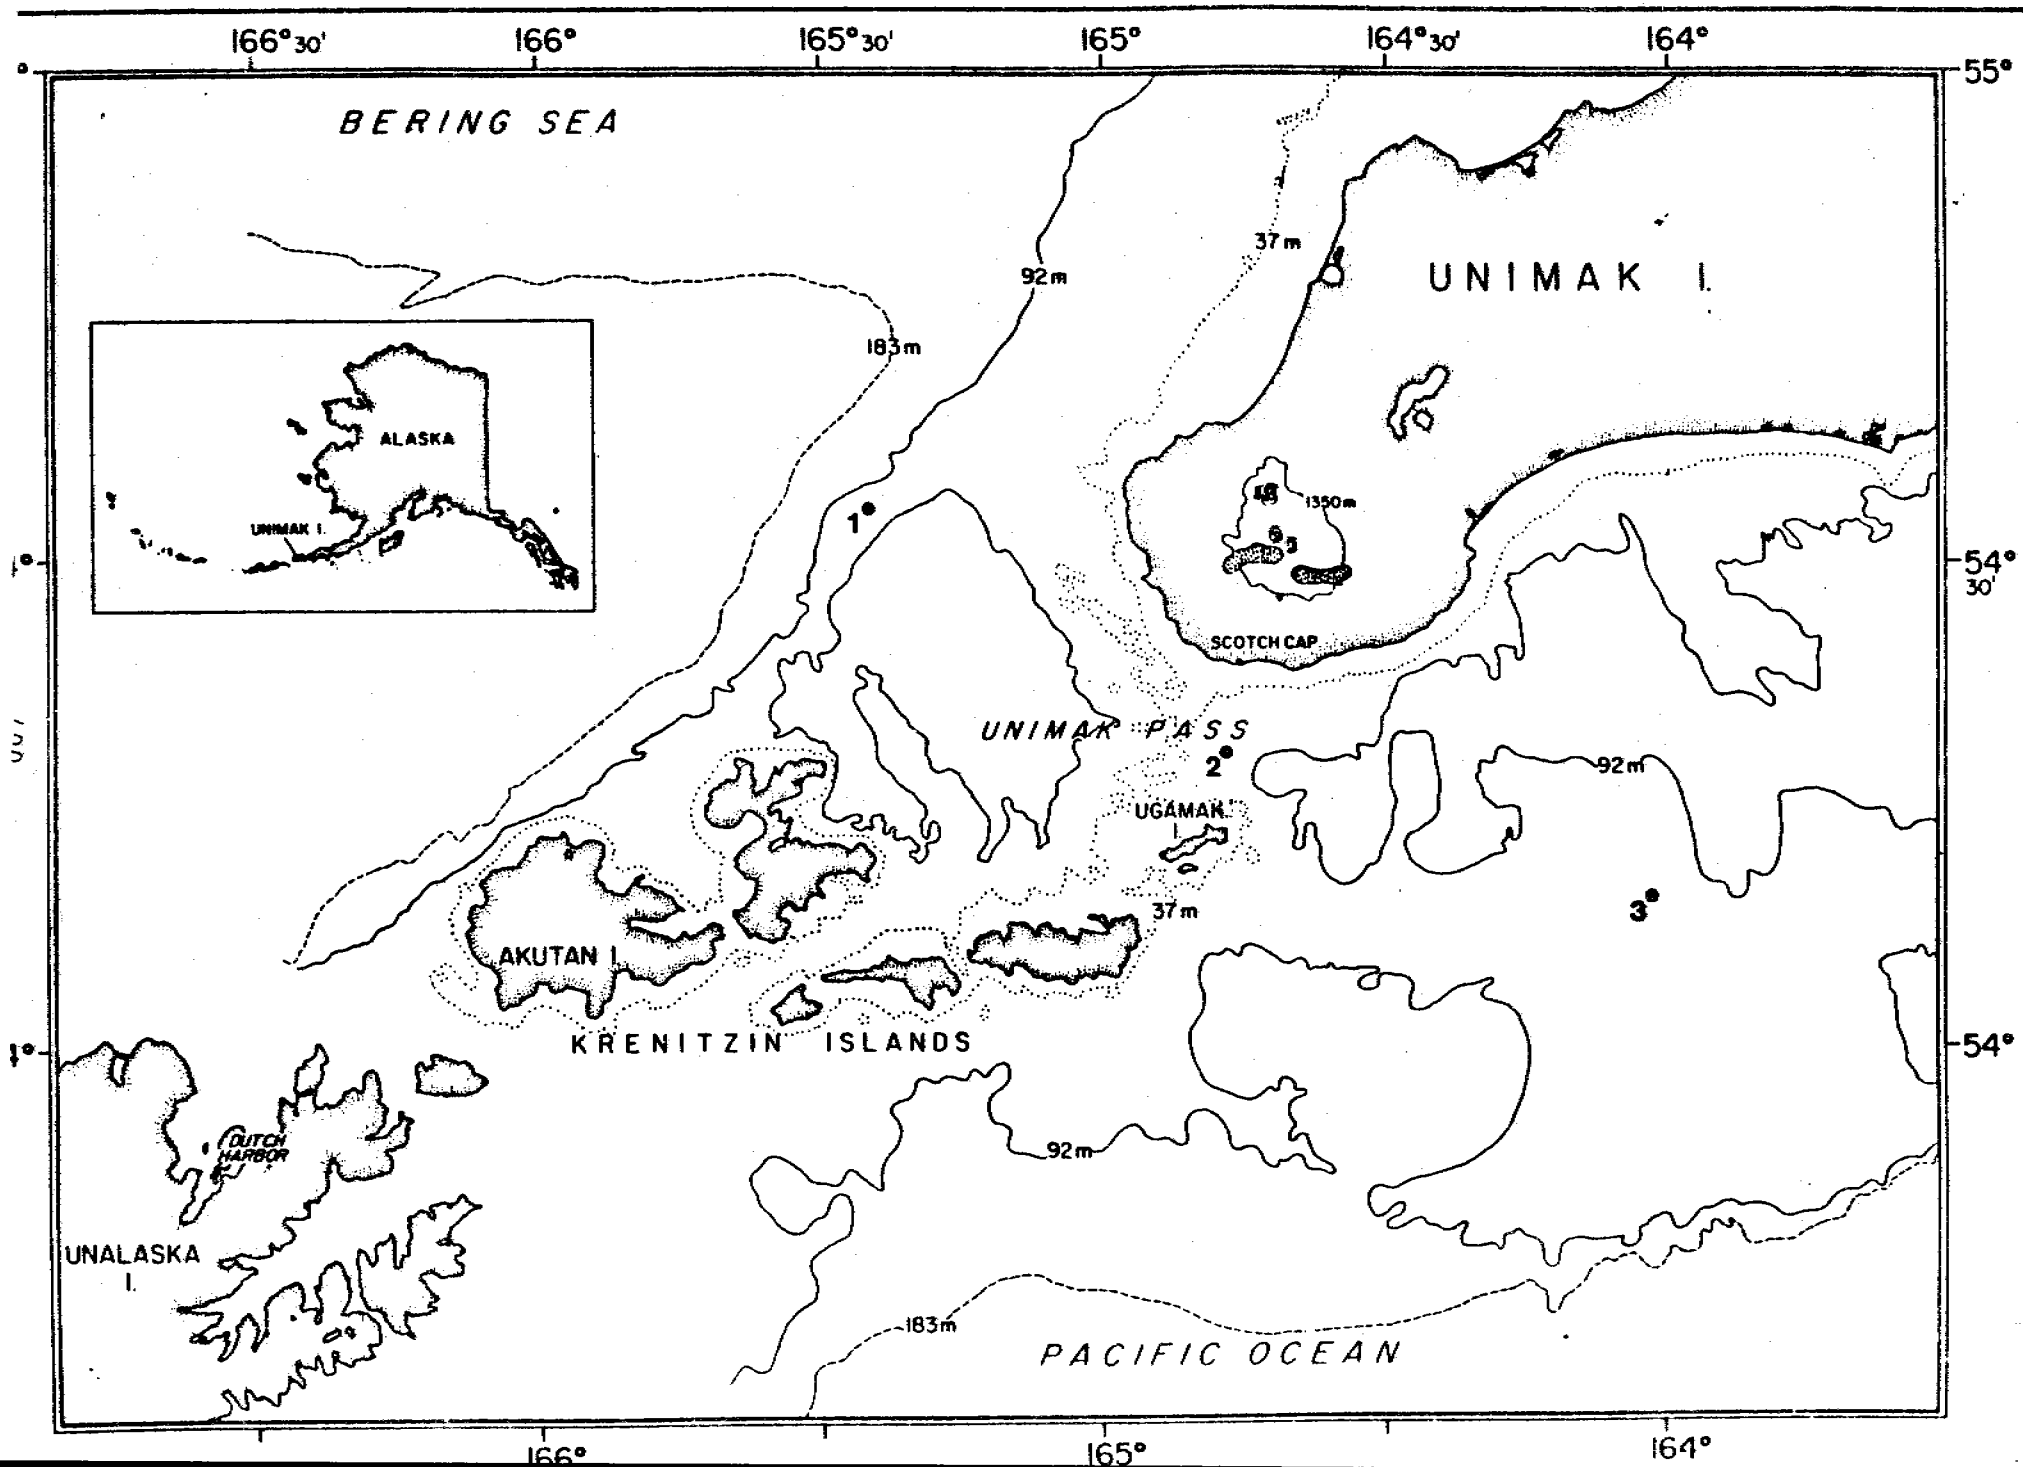 166°30' 166° 165°30' 165° 164°30' 164°
55°
BERING SEA
37m
92m
UNIMAK I.
183m
ALASKA
UNIMAK I.
1350m
1
54°
30'
SCOTCH CAP
UNIMAK PASS
2
92m
UGAMAK
I.
3
37m
AKUTAN I.
KRENITZIN ISLANDS
54°
DUTCH
HARBOR
92m
UNALASKA
I.
183m
PACIFIC OCEAN
166° 165° 164°